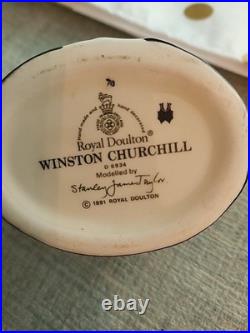 70
Hand made and hand decorated
Royal Doulton®
WINSTON CHURCHILL
D 6934
Modelled by
Stanley James Taylor
© 1991 ROYAL DOULTON